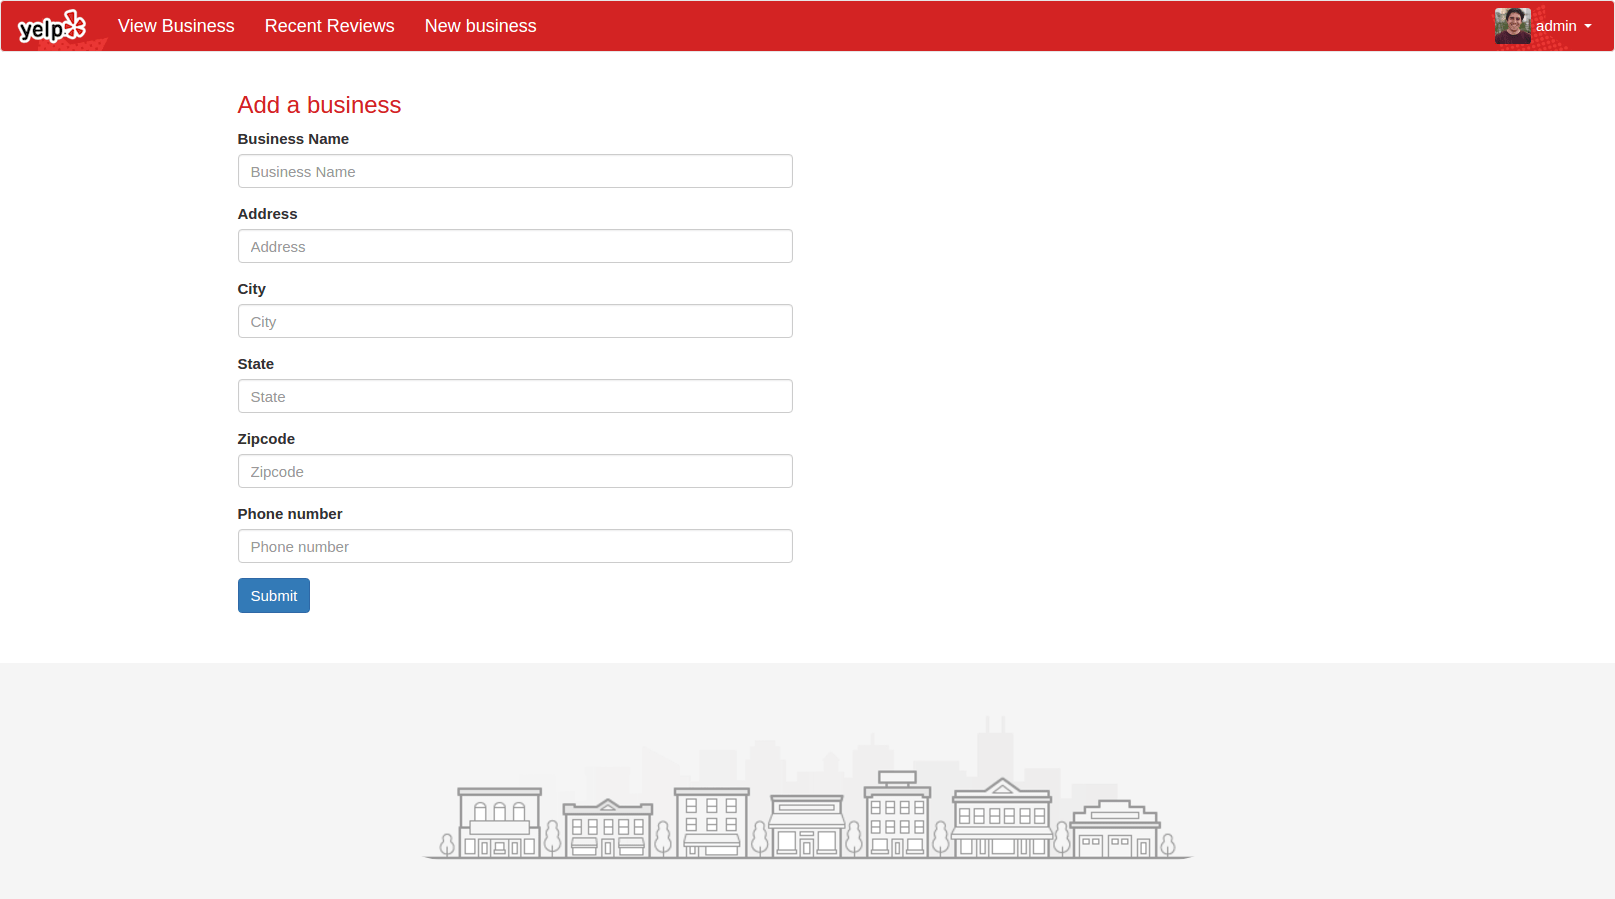 yelp View Business Recent Reviews New business admin
Add a business
Business Name
Business Name
Address
Address
City
City
State
State
Zipcode
Zipcode
Phone number
Phone number
Submit